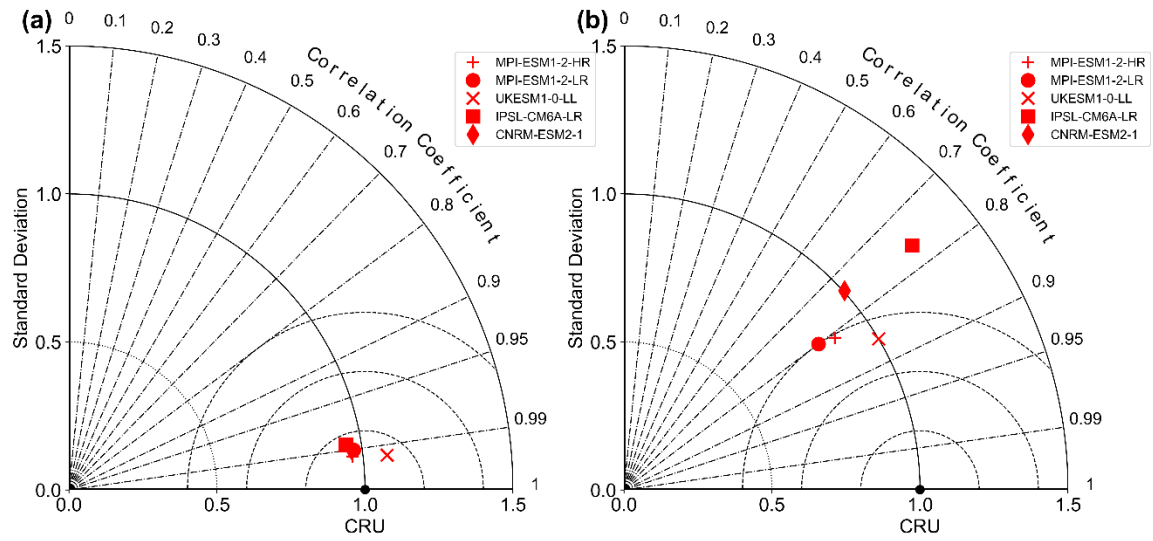 (a)
0
0.1
0.2
0.3
0.4
0.5
0.6
0.7
0.8
0.9
0.95
0.99
1
Correlation Coefficient
MPI-ESM1-2-HR
MPI-ESM1-2-LR
UKESM1-0-LL
IPSL-CM6A-LR
CNRM-ESM2-1
Standard Deviation
1.5
1.0
0.5
0.0
0.0
0.5
1.0
1.5
CRU
(b)
0
0.1
0.2
0.3
0.4
0.5
0.6
0.7
0.8
0.9
0.95
0.99
1
Correlation Coefficient
MPI-ESM1-2-HR
MPI-ESM1-2-LR
UKESM1-0-LL
IPSL-CM6A-LR
CNRM-ESM2-1
Standard Deviation
1.5
1.0
0.5
0.0
0.0
0.5
1.0
1.5
CRU